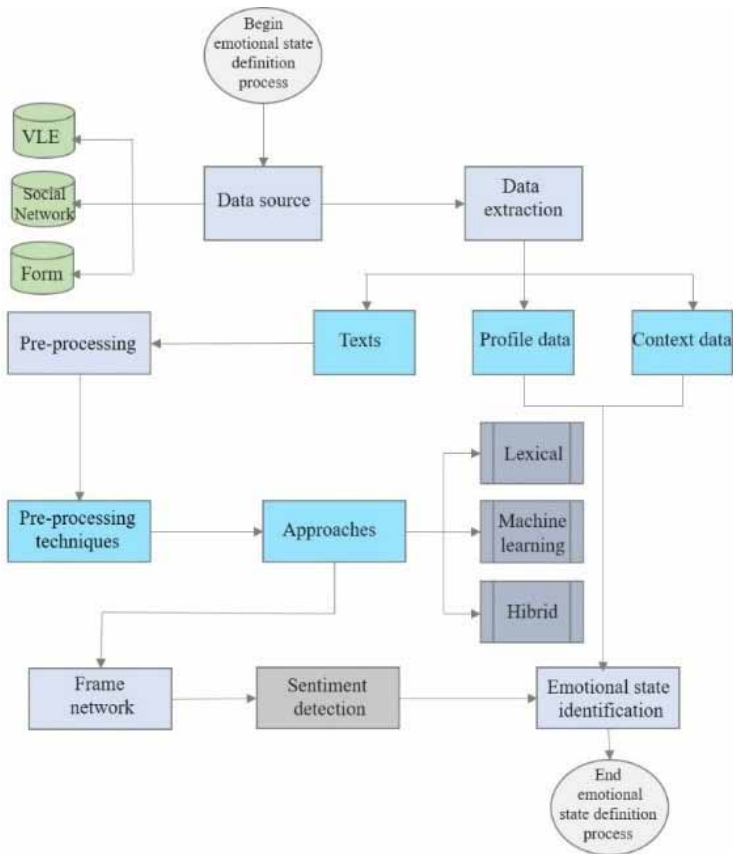 Begin
emotional state
definition
process
VLE
Social
Network
Form
Data source
Data
extraction
Pre-processing
Texts
Profile data
Context data
Lexical
Pre-processing
techniques
Approaches
Machine
learning
Hibrid
Frame
network
Sentiment
detection
Emotional state
identification
End
emotional
state definition
process